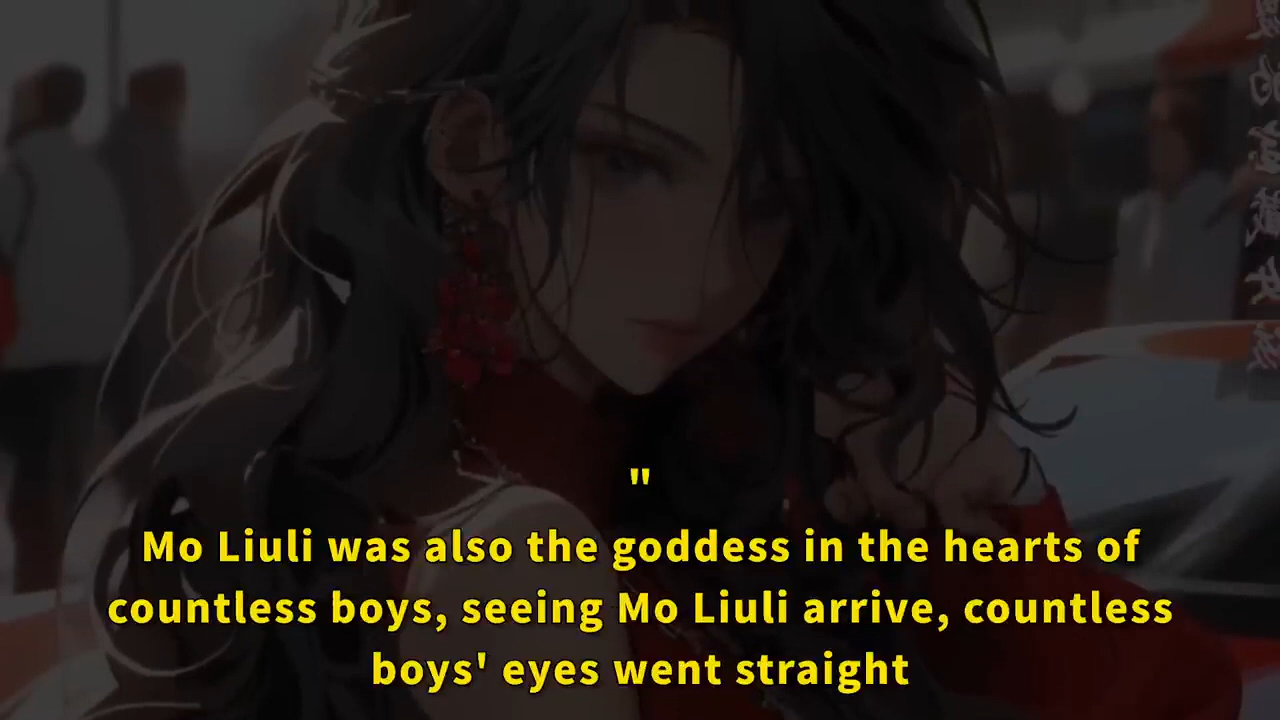 "
Mo Liuli was also the goddess in the hearts of
countless boys, seeing Mo Liuli arrive, countless
boys' eyes went straight